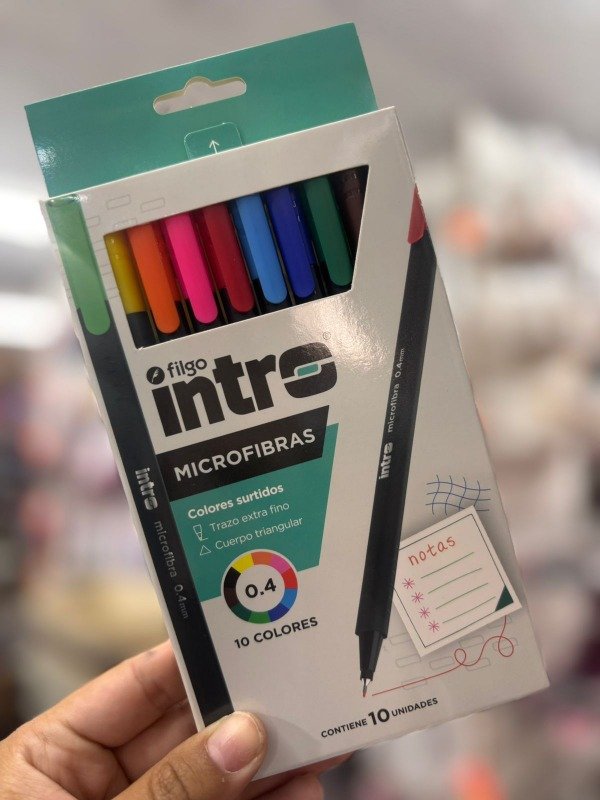 filgo
intro
MICROFIBRAS
Colores surtidos
Trazo extra fino
Cuerpo triangular
0.4
10 COLORES
CONTIENE 10 UNIDADES
intro microfibra 0.4mm
intro microfibra 0.4mm
notas